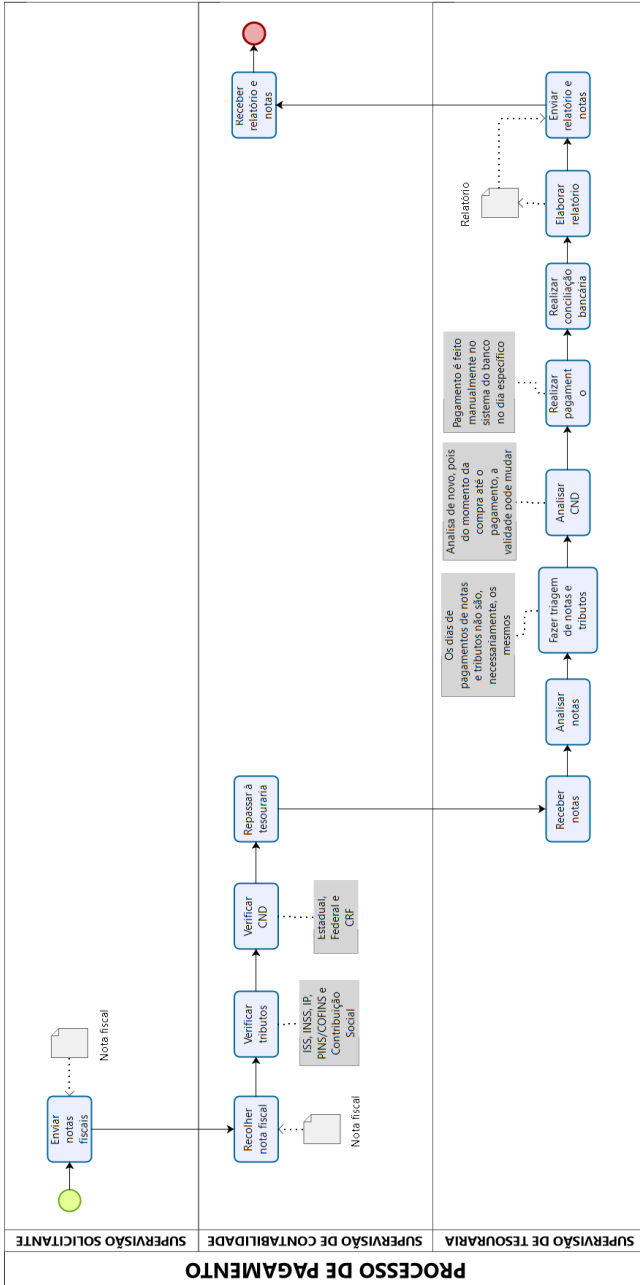 PROCESSO DE PAGAMENTO
SUPERVISÃO SOLICITANTE
Enviar
notas
fiscais
Nota fiscal
SUPERVISÃO DE CONTABILIDADE
Recolher
nota fiscal
Nota fiscal
Verificar
tributos
ISS, INSS, IP,
PINS/COFINS e
Contribuição
Social
Verificar
CND
Estadual,
Federal e
CRF
Repassar à
tesouraria
Receber
relatório e
notas
SUPERVISÃO DE TESOURARIA
Receber
notas
Analisar
notas
Fazer triagem
de notas e
tributos
Os dias de
pagamentos de notas
e tributos não são,
necessariamente, os
mesmos
Analisar
CND
Analisa de novo, pois
do momento da
compra até o
pagamento, a
validade pode mudar
Realizar
pagament
o
Pagamento é feito
manualmente no
sistema do banco
no dia específico
Realizar
conciliação
bancária
Elaborar
relatório
Relatório
Enviar
relatório e
notas